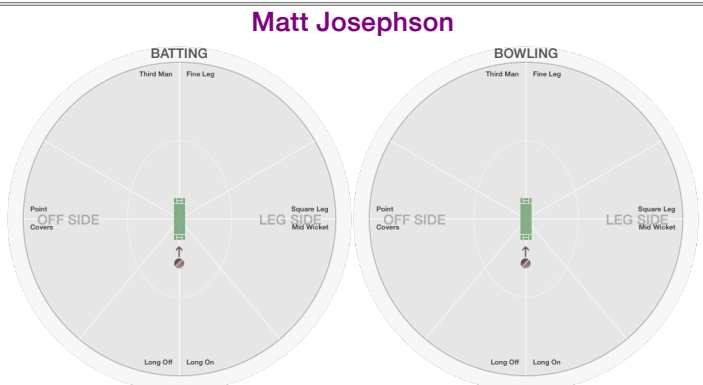 Matt Josephson
BATTING
BOWLING
Third Man Fine Leg
Third Man Fine Leg
Point
Square Leg
OFF SIDE
LEG SIDE
Covers
Mid Wicket
Point
Square Leg
OFF SIDE
LEG SIDE
Covers
Mid Wicket
Long Off Long On
Long Off Long On